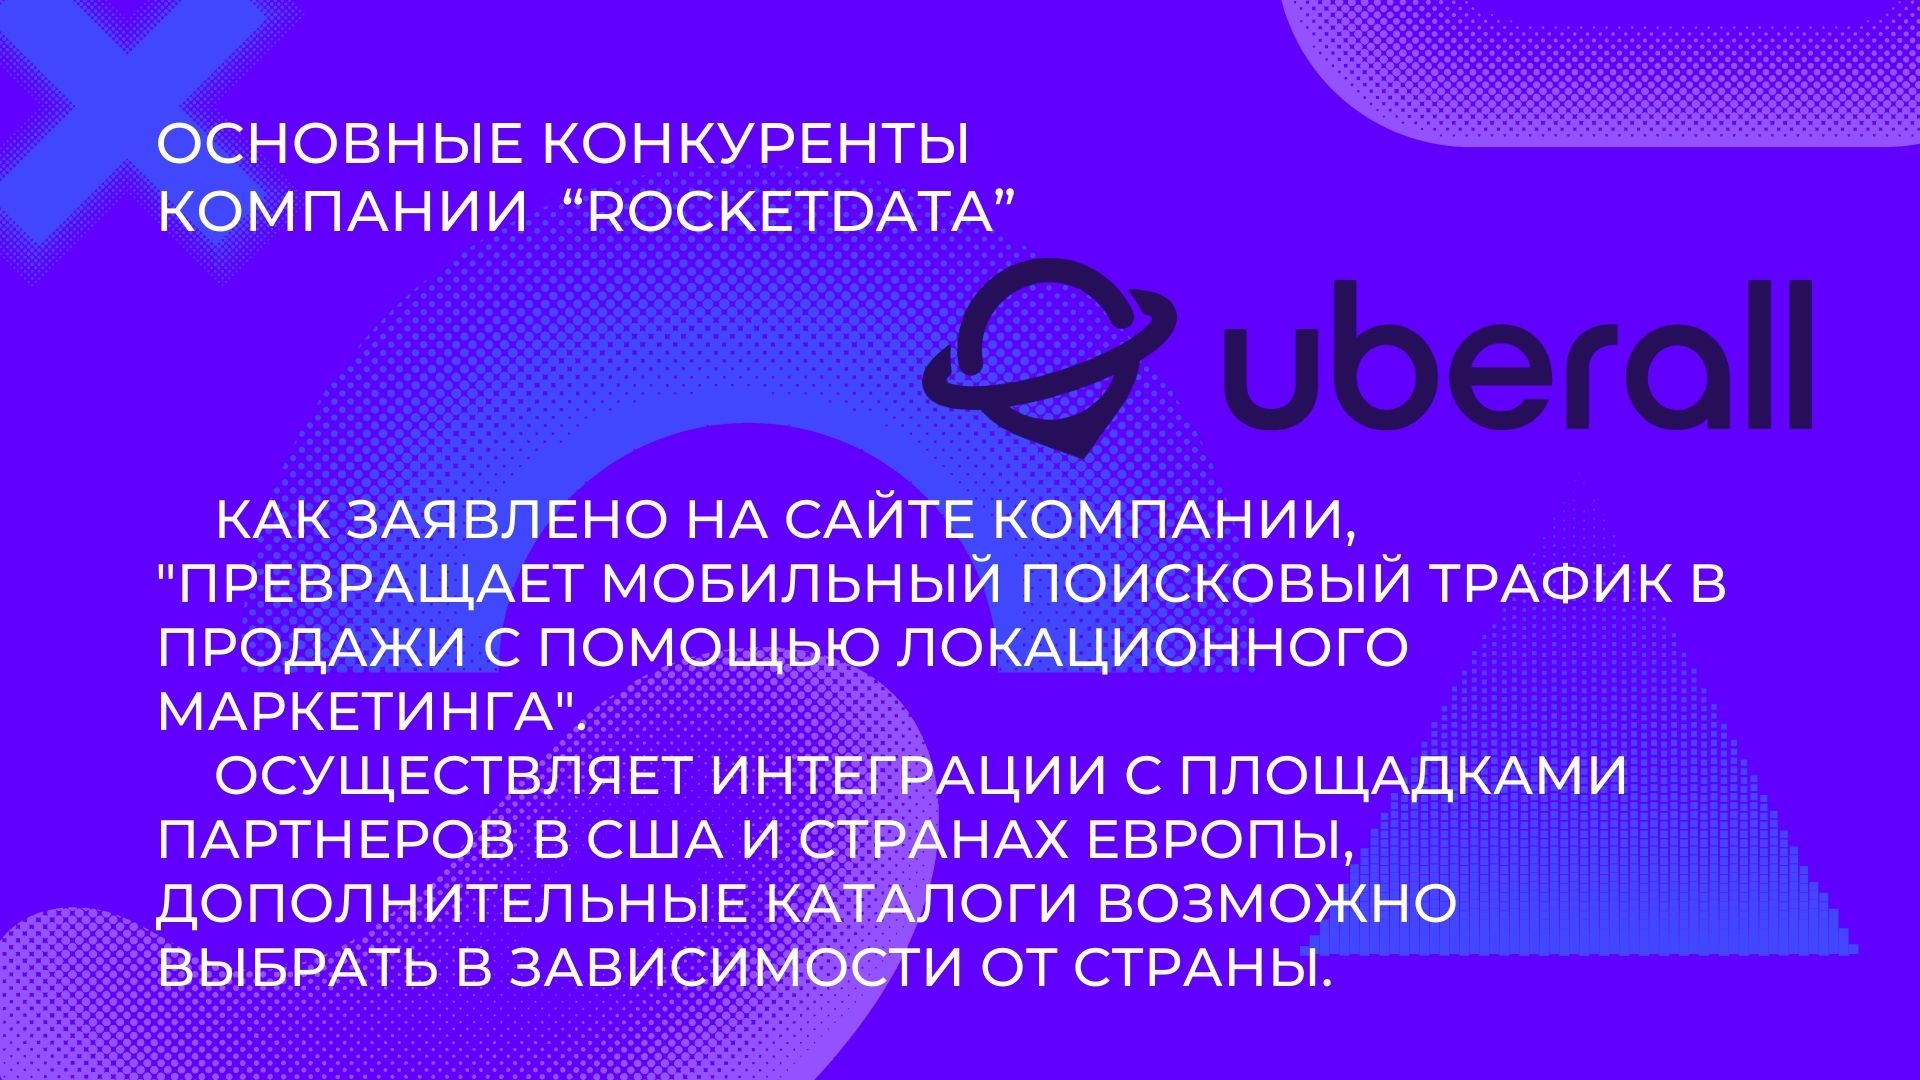 ОСНОВНЫЕ КОНКУРЕНТЫ
КОМПАНИИ “ROCKETDATA”
uberall
КАК ЗАЯВЛЕНО НА САЙТЕ КОМПАНИИ,
"ПРЕВРАЩАЕТ МОБИЛЬНЫЙ ПОИСКОВЫЙ ТРАФИК В
ПРОДАЖИ С ПОМОЩЬЮ ЛОКАЦИОННОГО
МАРКЕТИНГА".
ОСУЩЕСТВЛЯЕТ ИНТЕГРАЦИИ С ПЛОЩАДКАМИ
ПАРТНЕРОВ В США И СТРАНАХ ЕВРОПЫ,
ДОПОЛНИТЕЛЬНЫЕ КАТАЛОГИ ВОЗМОЖНО
ВЫБРАТЬ В ЗАВИСИМОСТИ ОТ СТРАНЫ.